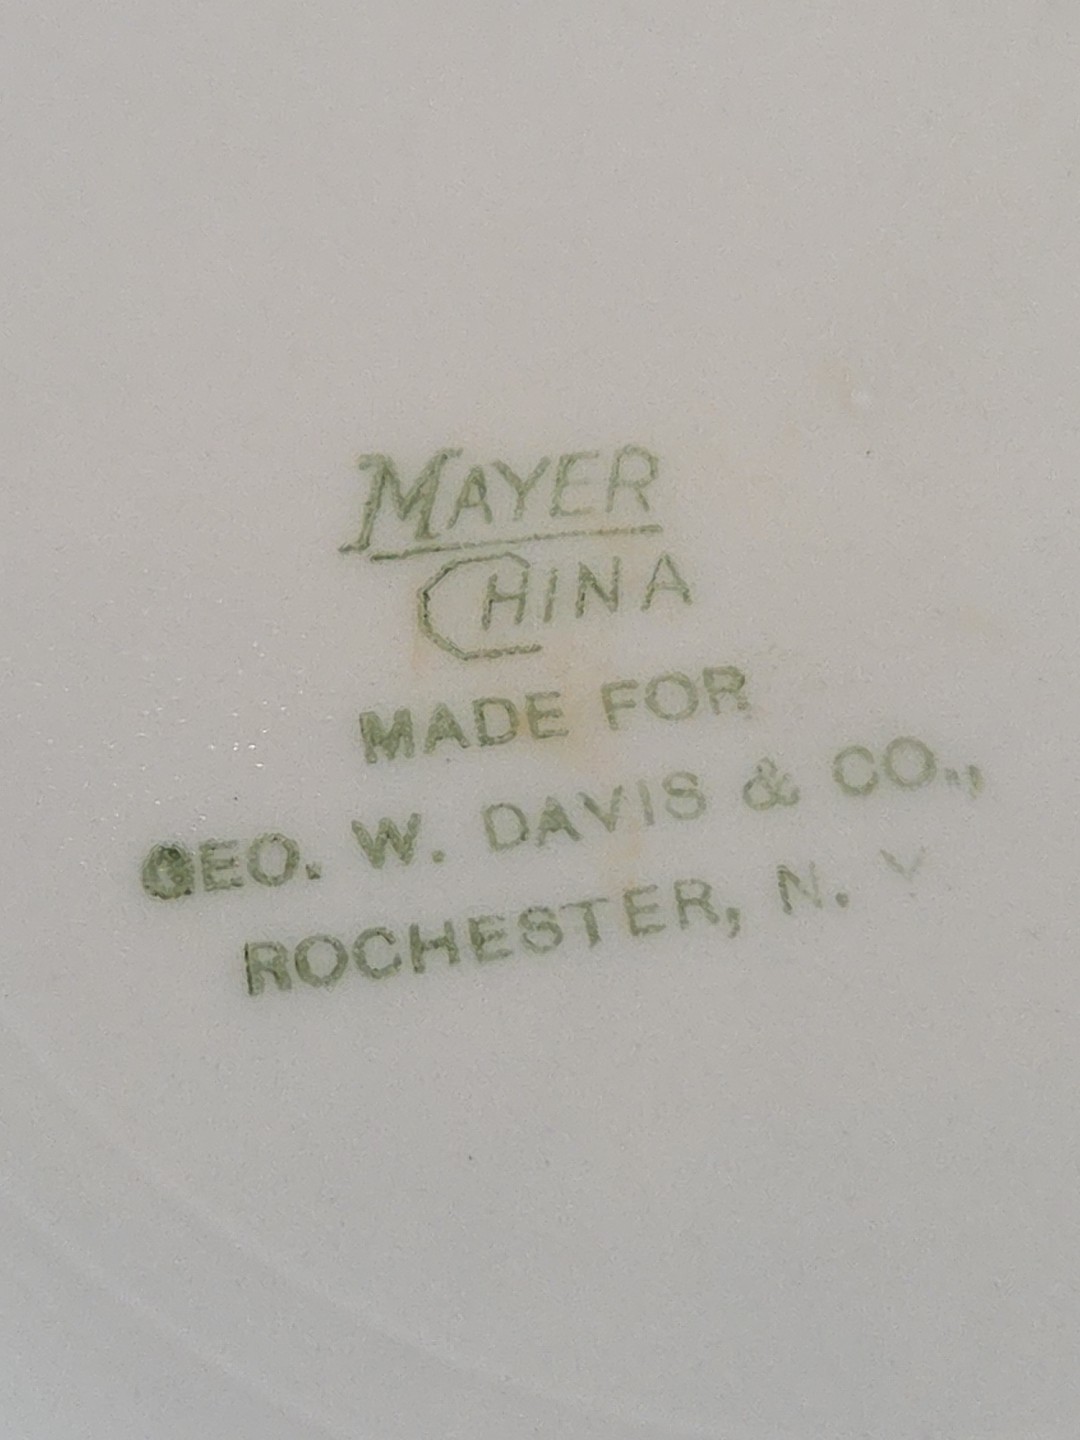 MAYER
CHINA
MADE FOR
GEO. W. DAVIS & CO.,
ROCHESTER, N. Y